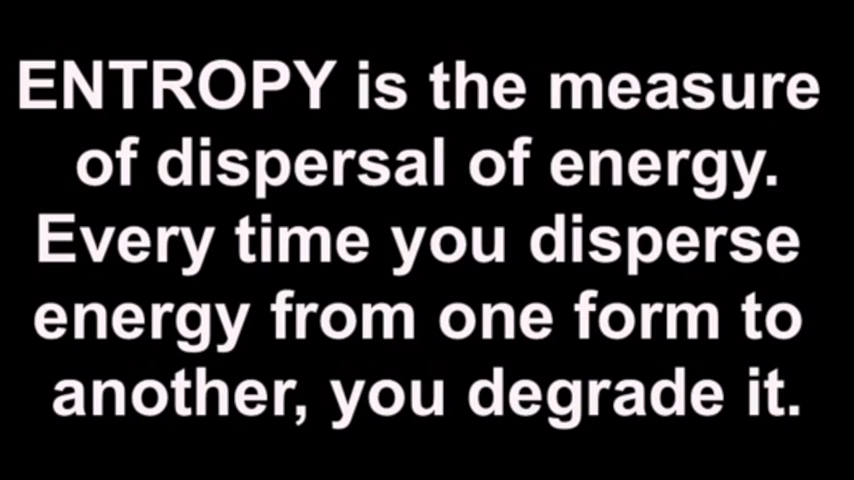 ENTROPY is the measure
of dispersal of energy.
Every time you disperse
energy from one form to
another, you degrade it.